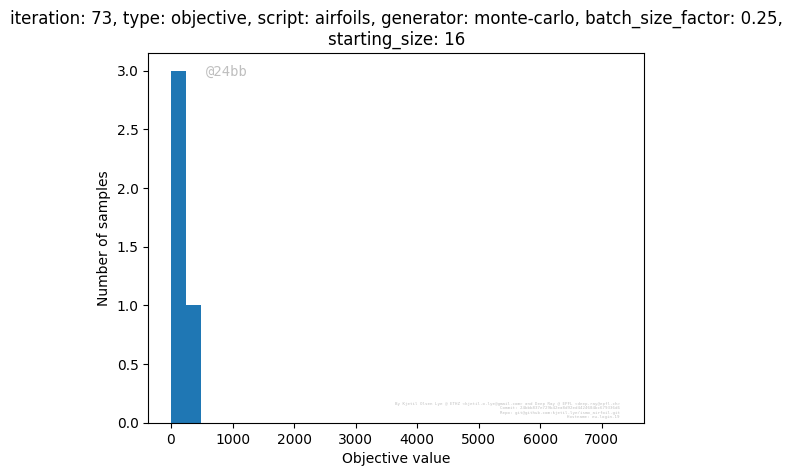 iteration: 73, type: objective, script: airfoils, generator: monte-carlo, batch_size_factor: 0.25,
starting_size: 16
@24bb
3.0
2.5
2.0
1.5
1.0
0.5
0.0
Number of samples
0 1000 2000 3000 4000 5000 6000 7000
Objective value